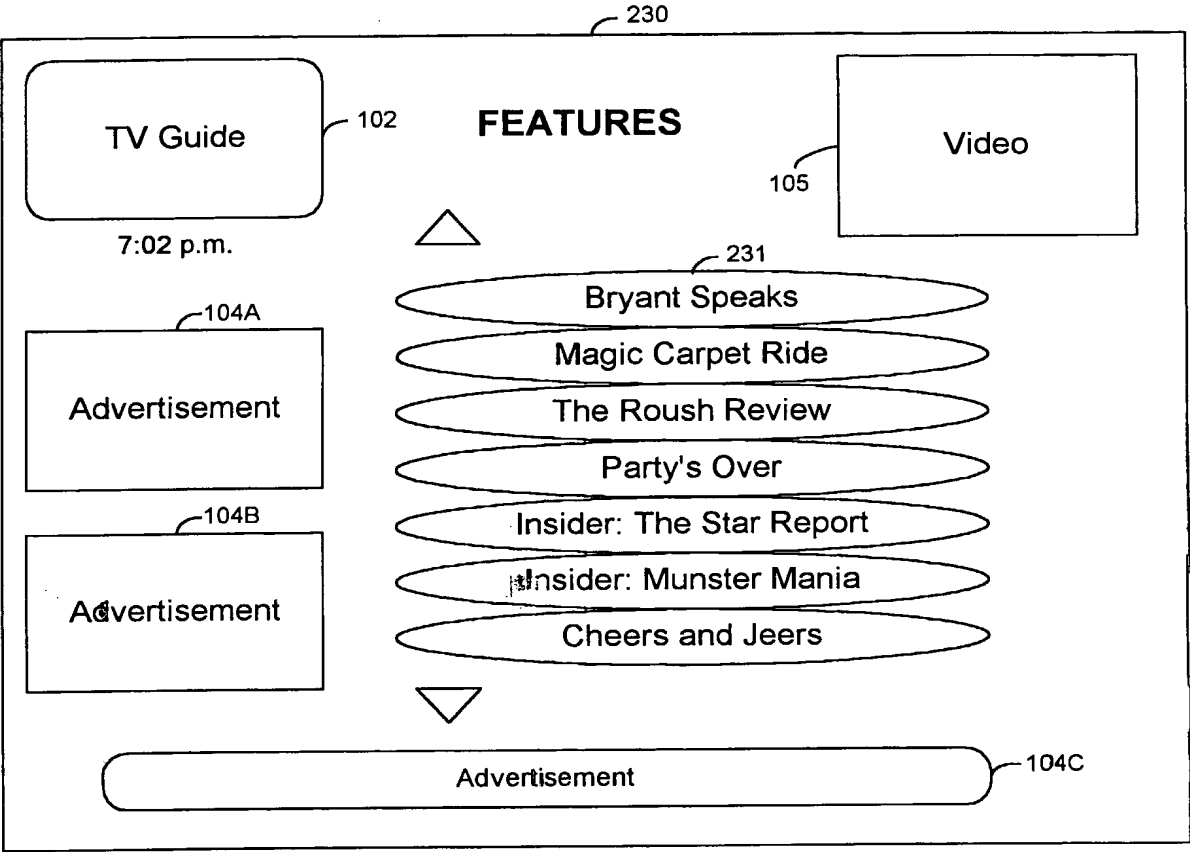 230
TV Guide
102
FEATURES
Video
105
7:02 p.m.
231
Bryant Speaks
104A
Magic Carpet Ride
Advertisement
The Roush Review
Party's Over
104B
Insider: The Star Report
Advertisement
Insider: Munster Mania
Cheers and Jeers
Advertisement
104C